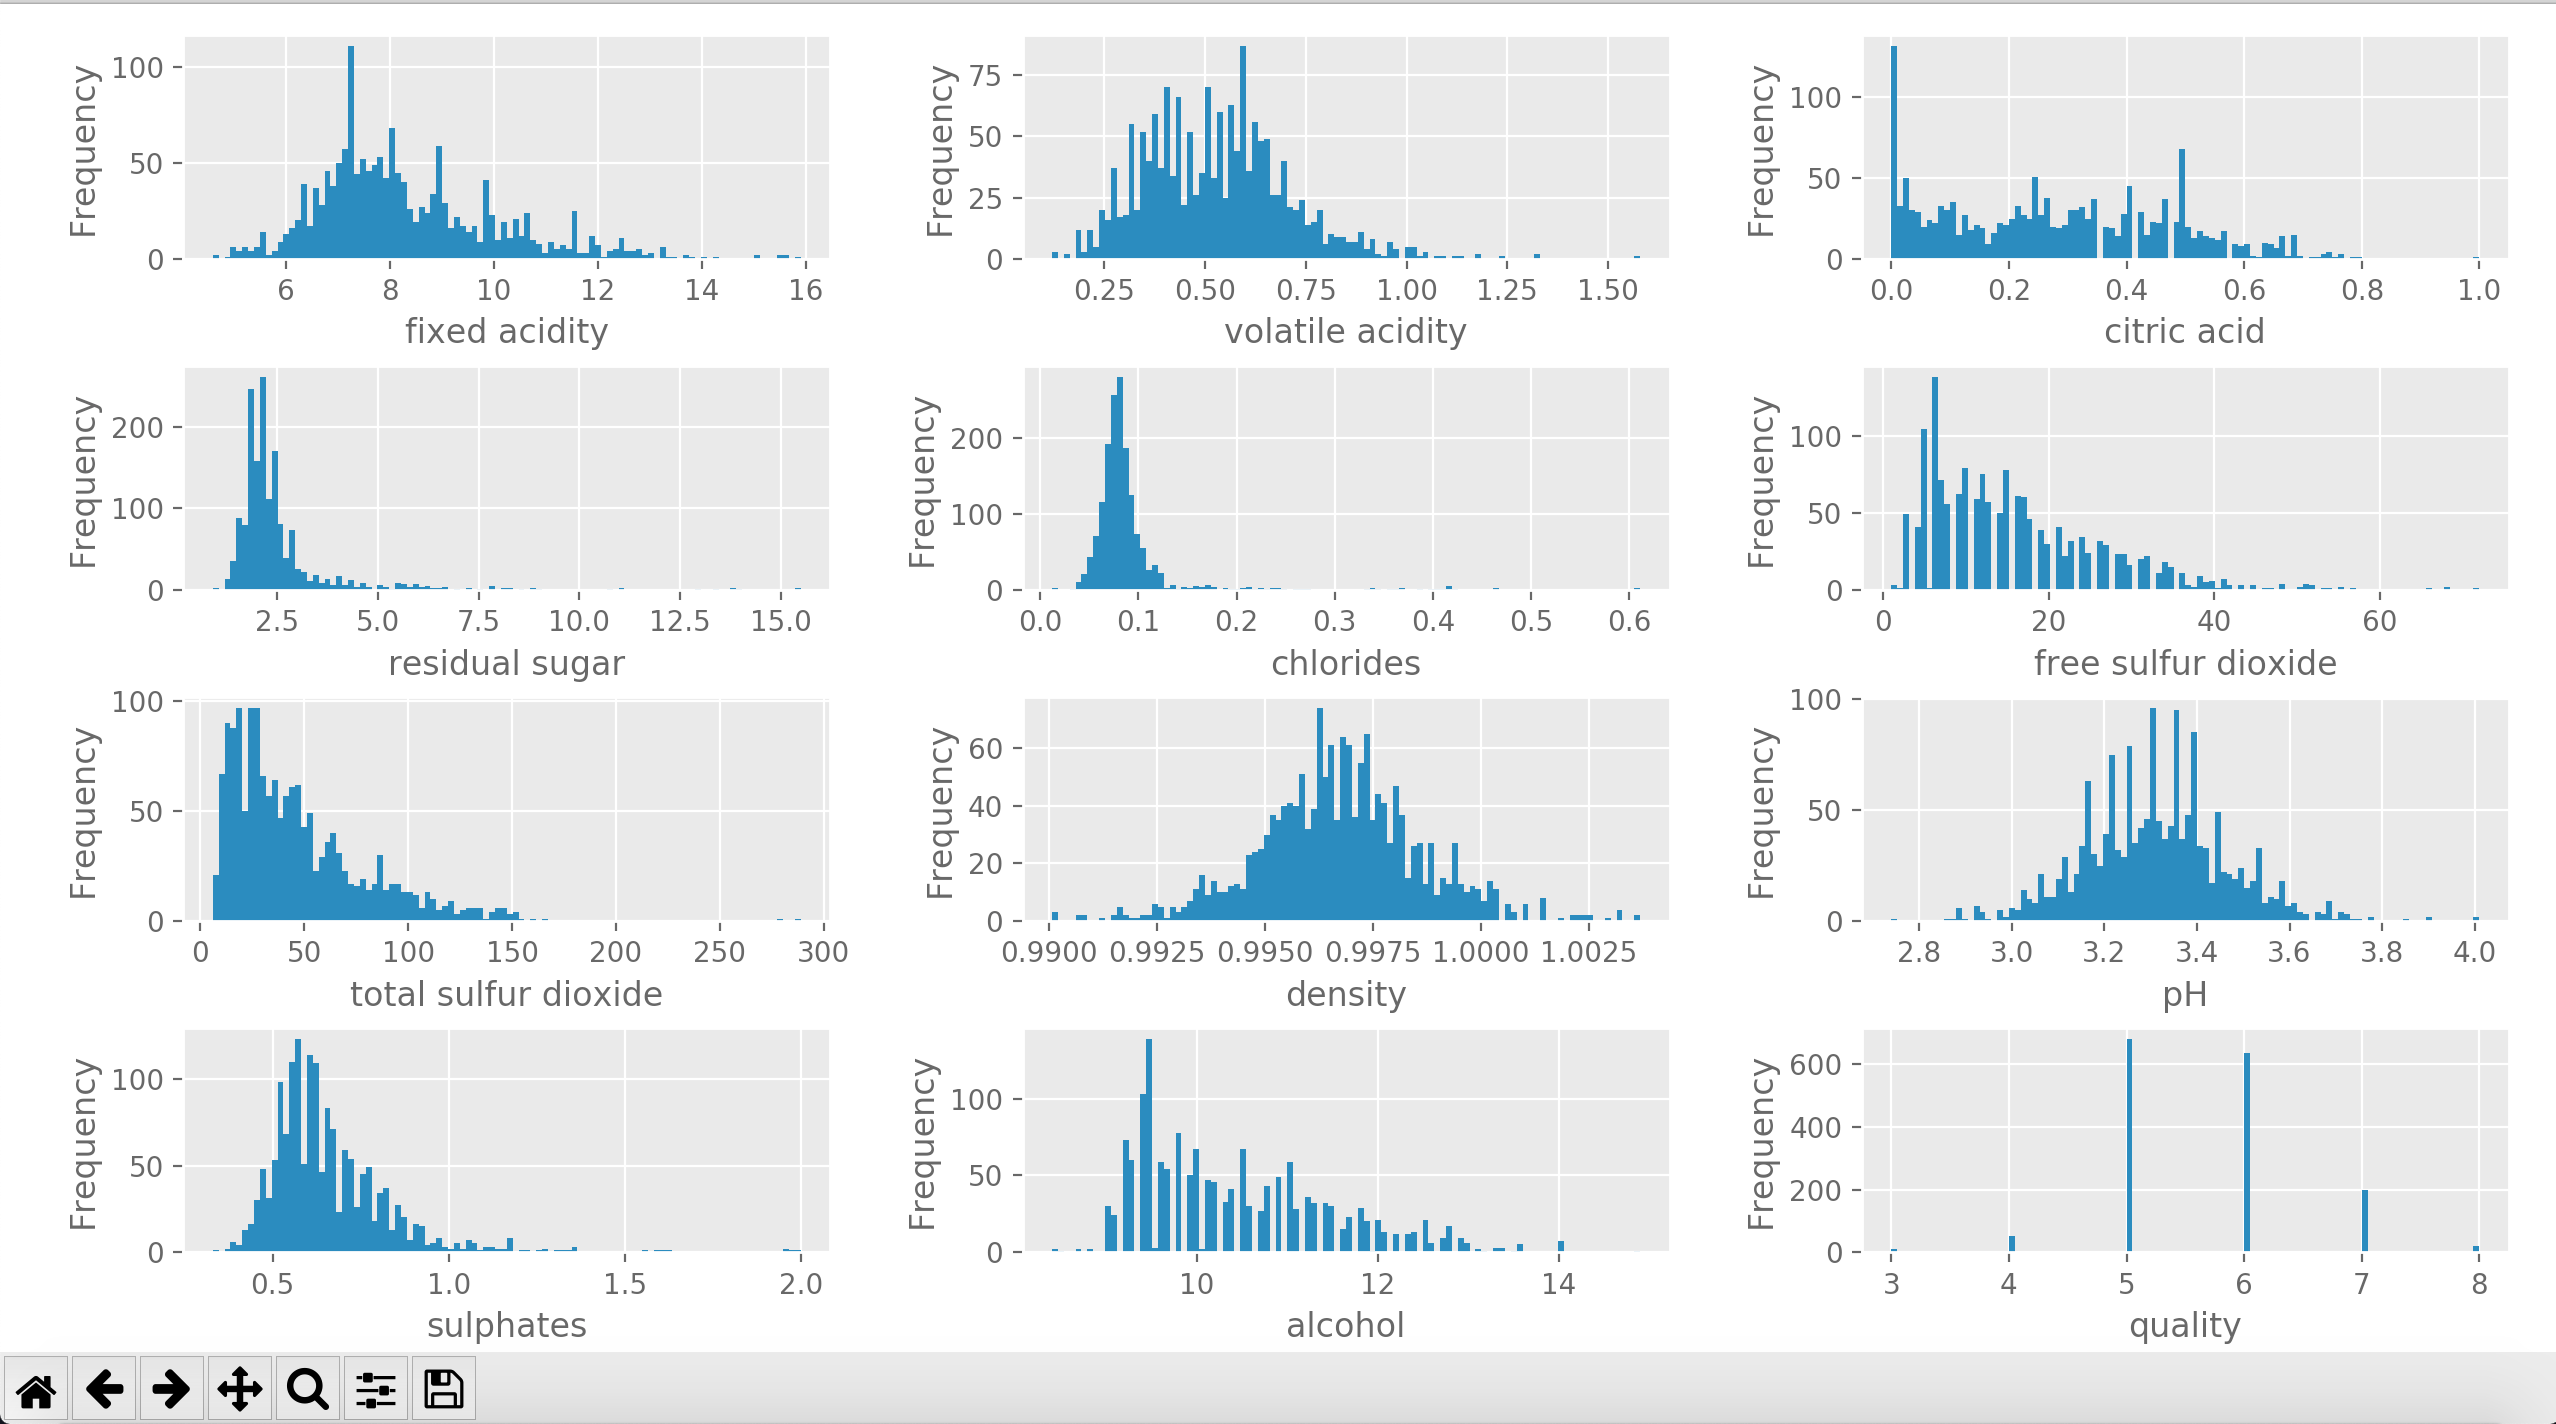 Frequency
100
50
0
6 8 10 12 14 16
fixed acidity
Frequency
75
50
25
0
0.25 0.50 0.75 1.00 1.25 1.50
volatile acidity
Frequency
100
50
0
0.0 0.2 0.4 0.6 0.8 1.0
citric acid
Frequency
200
100
0
2.5 5.0 7.5 10.0 12.5 15.0
residual sugar
Frequency
200
100
0
0.0 0.1 0.2 0.3 0.4 0.5 0.6
chlorides
Frequency
100
50
0
0 20 40 60
free sulfur dioxide
Frequency
100
50
0
0 50 100 150 200 250 300
total sulfur dioxide
Frequency
60
40
20
0
0.9900 0.9925 0.9950 0.9975 1.0000 1.0025
density
Frequency
100
50
0
2.8 3.0 3.2 3.4 3.6 3.8 4.0
pH
Frequency
100
50
0
0.5 1.0 1.5 2.0
sulphates
Frequency
100
50
0
10 12 14
alcohol
Frequency
600
400
200
0
3 4 5 6 7 8
quality